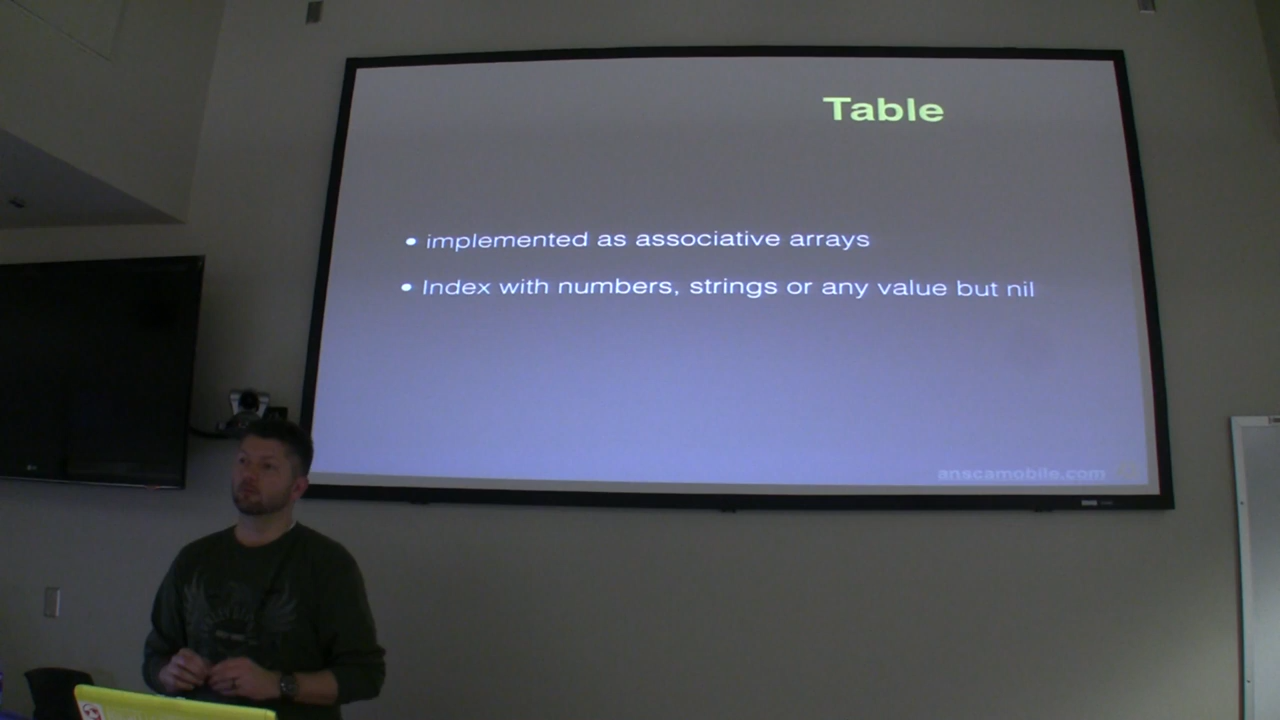 Table
• implemented as associative arrays
• Index with numbers, strings or any value but nil
anscamobile.com